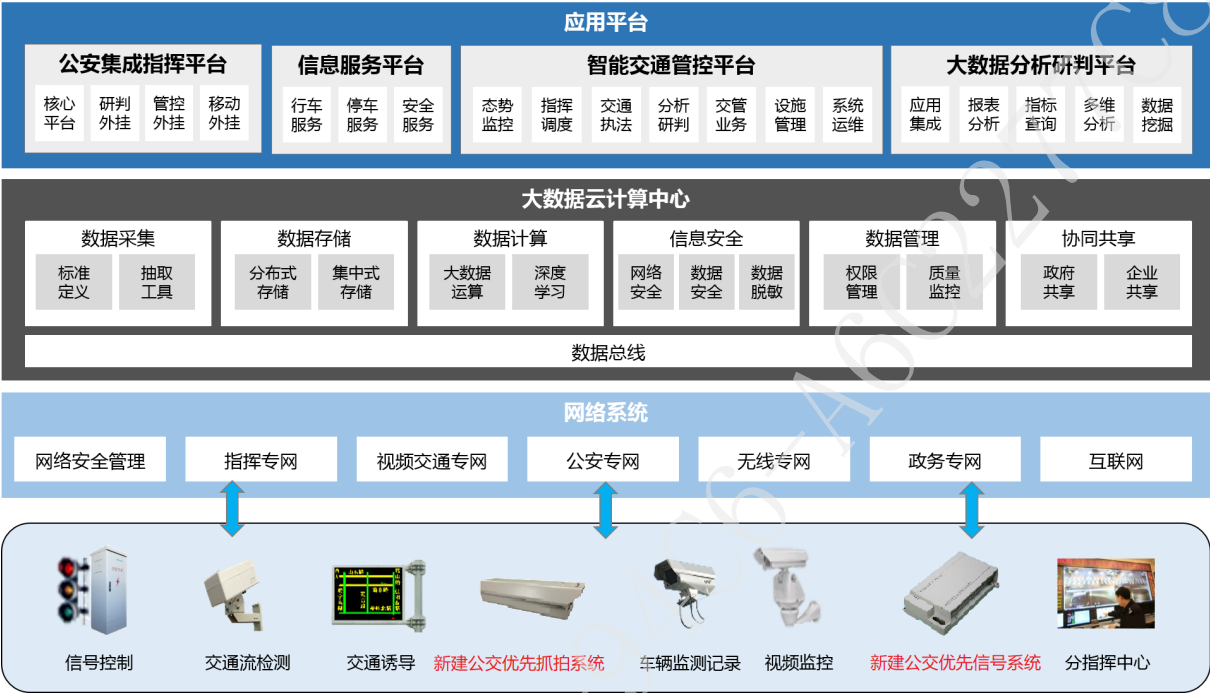 应用平台
公安集成指挥平台
核心
平台
研判
外挂
管控
外挂
移动
外挂
信息服务平台
行车
服务
停车
服务
安全
服务
智能交通管控平台
态势
监控
指挥
调度
交通
执法
分析
研判
交管
业务
设施
管理
系统
运维
大数据分析研判平台
应用
集成
报表
分析
指标
查询
多维
分析
数据
挖掘
大数据云计算中心
数据采集
标准
定义
抽取
工具
数据存储
分布式
存储
集中式
存储
数据计算
大数据
运算
深度
学习
信息安全
网络
安全
数据
安全
数据
脱敏
数据管理
权限
管理
质量
监控
协同共享
政府
共享
企业
共享
数据总线
网络系统
网络安全管理
指挥专网
视频交通专网
公安专网
无线专网
政务专网
互联网
信号控制
交通流检测
交通诱导
新建公交优先抓拍系统
车辆监测记录
视频监控
新建公交优先信号系统
分指挥中心